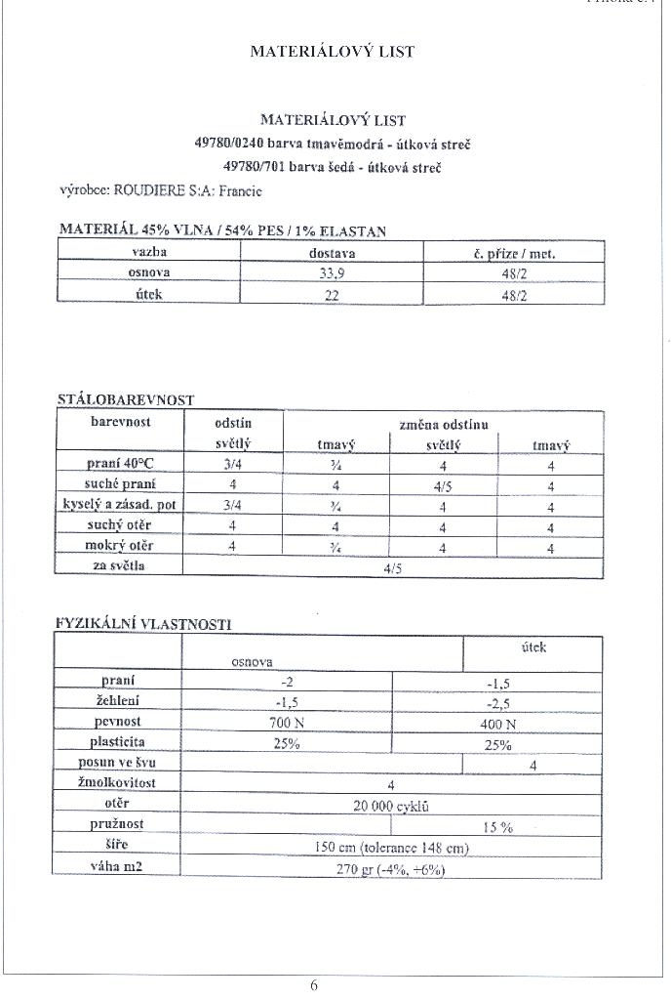 MATERIÁLOVÝ LIST
MATERIÁLOVÝ LIST
49780/0240 barva tmavěmodrá - útková streč
49780/701 barva šedá - útková streč
výrobce: ROUDIERE S:A: Francie
MATERIÁL 45% VLNA / 54% PES / 1% ELASTAN
vazba dostava č. příze / met.
osnova 33,9 48/2
útek 22 48/2
STÁLOBAREVNOST
barevnost odstín změna odstínu
světlý tmavý světlý tmavý
praní 40°C 3/4 ¾ 4 4
suché praní 4 4 4/5 4
kyselý a zásad. pot 3/4 ¾ 4 4
suchý otěr 4 4 4 4
mokrý otěr 4 ¾ 4 4
za světla 4/5
FYZIKÁLNÍ VLASTNOSTI
osnova útek
praní -2 -1,5
žehlení -1,5 -2,5
pevnost 700 N 400 N
plasticita 25% 25%
posun ve švu 4
žmolkovitost 4
otěr 20 000 cyklů
pružnost 15 %
šíře 150 cm (tolerance 148 cm)
váha m2 270 gr (-4%, +6%)
6